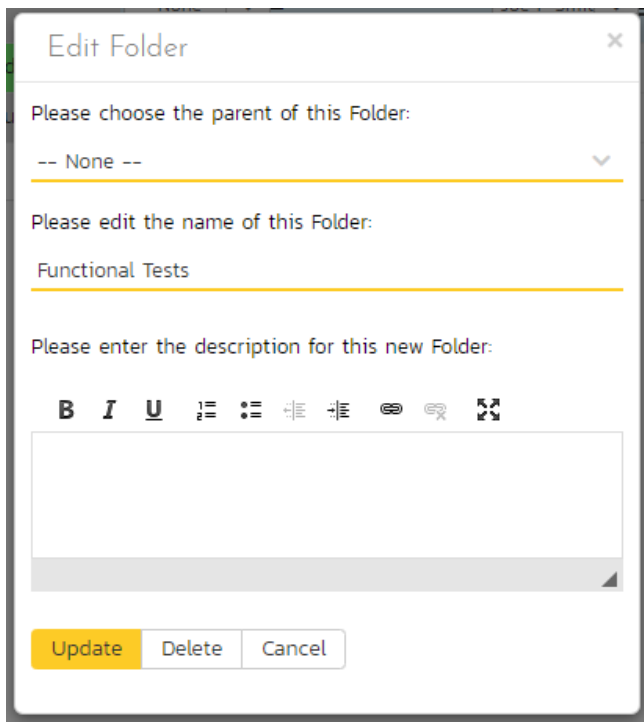 Edit Folder
×
Please choose the parent of this Folder:
-- None --
Please edit the name of this Folder:
Functional Tests
Please enter the description for this new Folder:
B I U
Update Delete Cancel